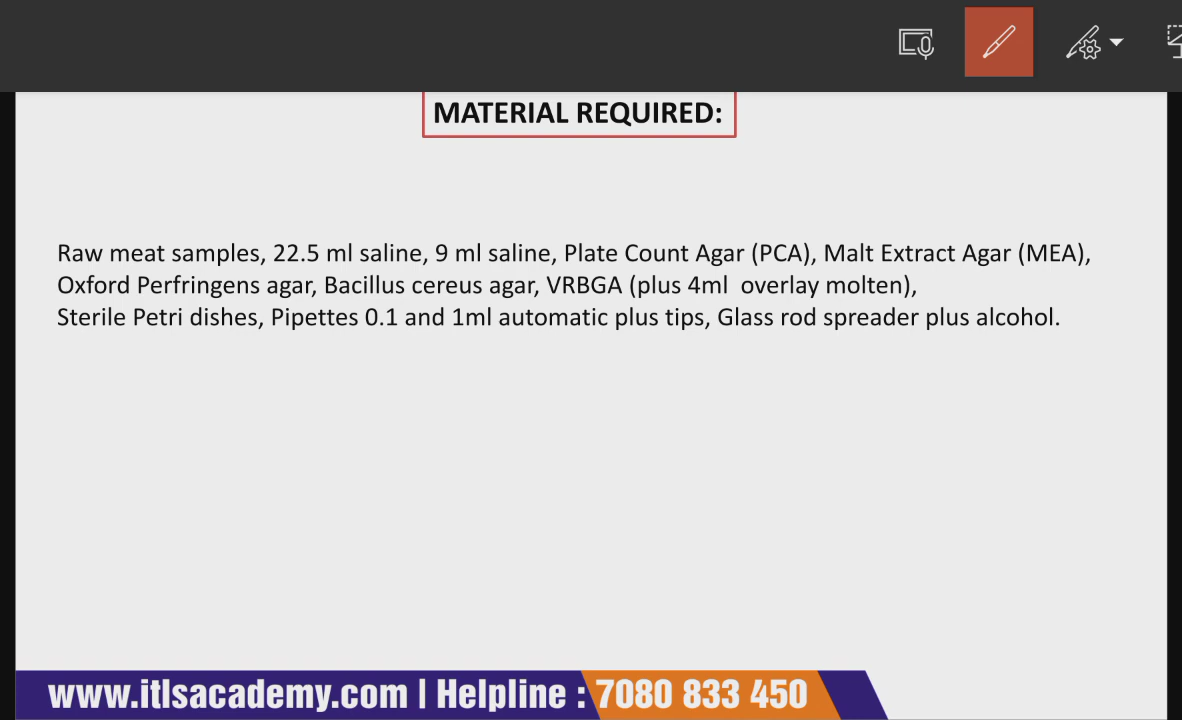 MATERIAL REQUIRED:
Raw meat samples, 22.5 ml saline, 9 ml saline, Plate Count Agar (PCA), Malt Extract Agar (MEA),
Oxford Perfringens agar, Bacillus cereus agar, VRBGA (plus 4ml  overlay molten),
Sterile Petri dishes, Pipettes 0.1 and 1ml automatic plus tips, Glass rod spreader plus alcohol.
www.itlsacademy.com | Helpline : 7080 833 450